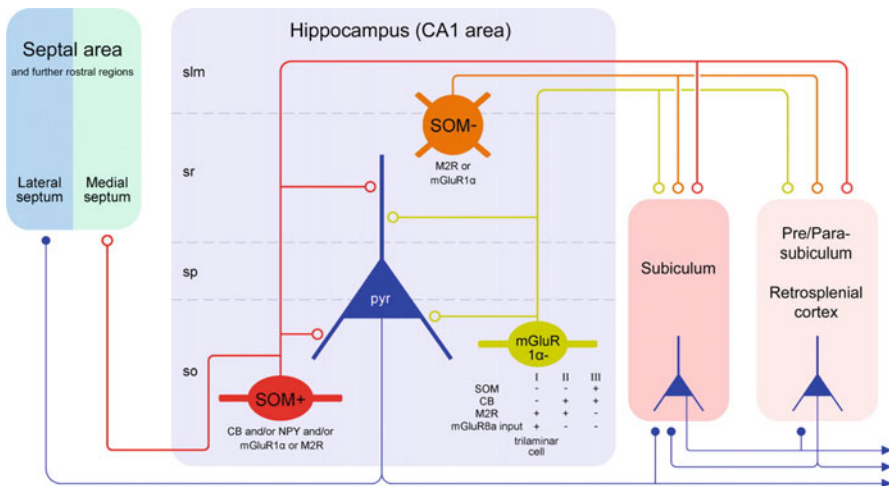 Septal area
and further rostral regions
Lateral
septum
Medial
septum
Hippocampus (CA1 area)
slm
sr
sp
so
SOM-
M2R or
mGluR1α
pyr
SOM+
CB and/or NPY and/or
mGluR1α or M2R
mGluR
1α-
I II III
SOM - - +
CB - + +
M2R + + -
mGluR8a input + - -
trilaminar
cell
Subiculum
Pre/Para-
subiculum
Retrosplenial
cortex